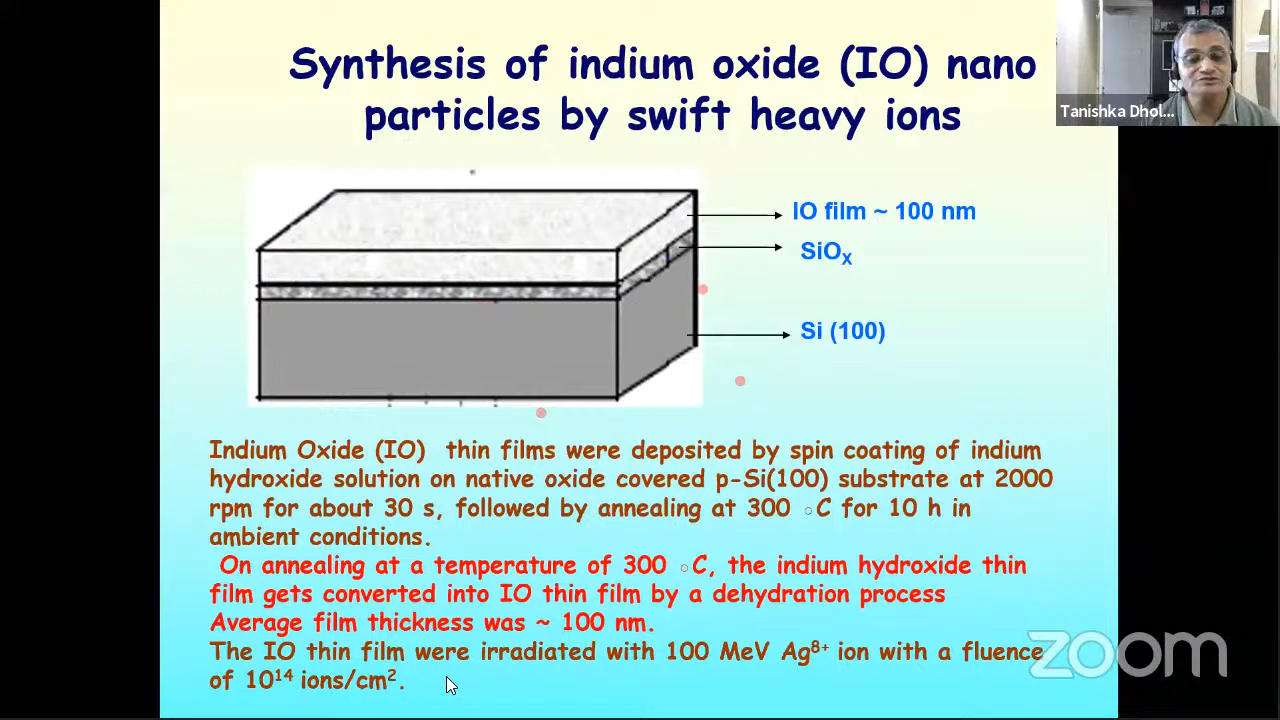 Synthesis of indium oxide (IO) nano
particles by swift heavy ions
Tanishka Dhol...
IO film ~ 100 nm
SiOₓ
Si (100)
Indium Oxide (IO)  thin films were deposited by spin coating of indium
hydroxide solution on native oxide covered p-Si(100) substrate at 2000
rpm for about 30 s, followed by annealing at 300 ◦C for 10 h in
ambient conditions.
On annealing at a temperature of 300 ◦C, the indium hydroxide thin
film gets converted into IO thin film by a dehydration process
Average film thickness was ~ 100 nm.
The IO thin film were irradiated with 100 MeV Ag⁸⁺ ion with a fluence
of 10¹⁴ ions/cm².
zoom